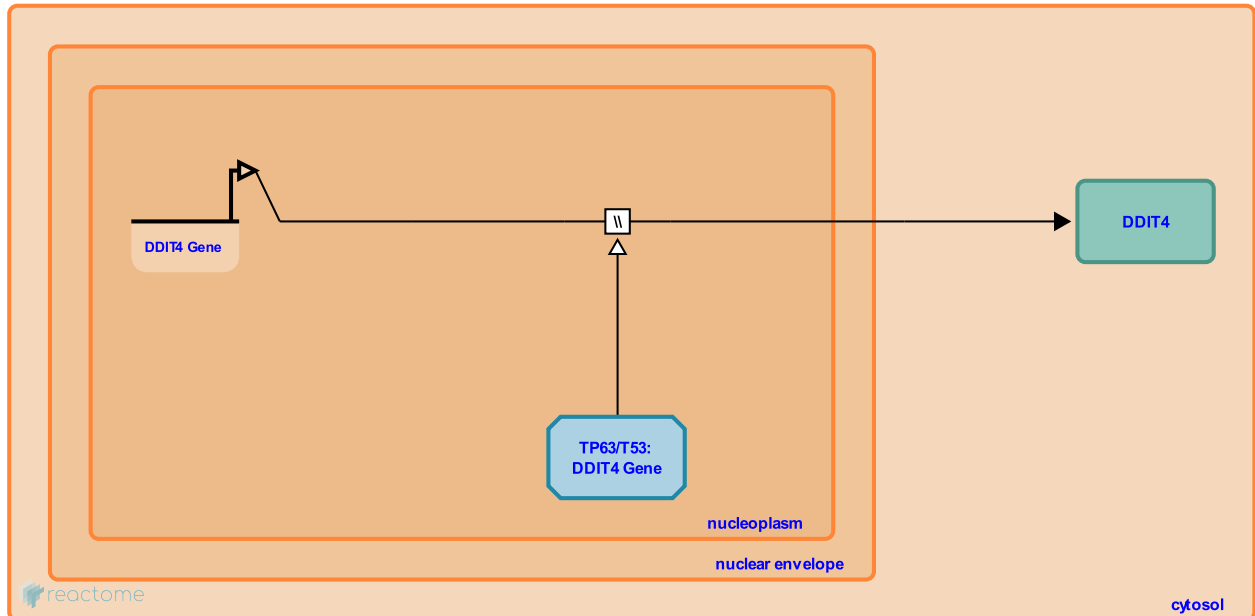 DDIT4 Gene
\\
DDIT4
TP63/T53:
DDIT4 Gene
nucleoplasm
nuclear envelope
reactome
cytosol